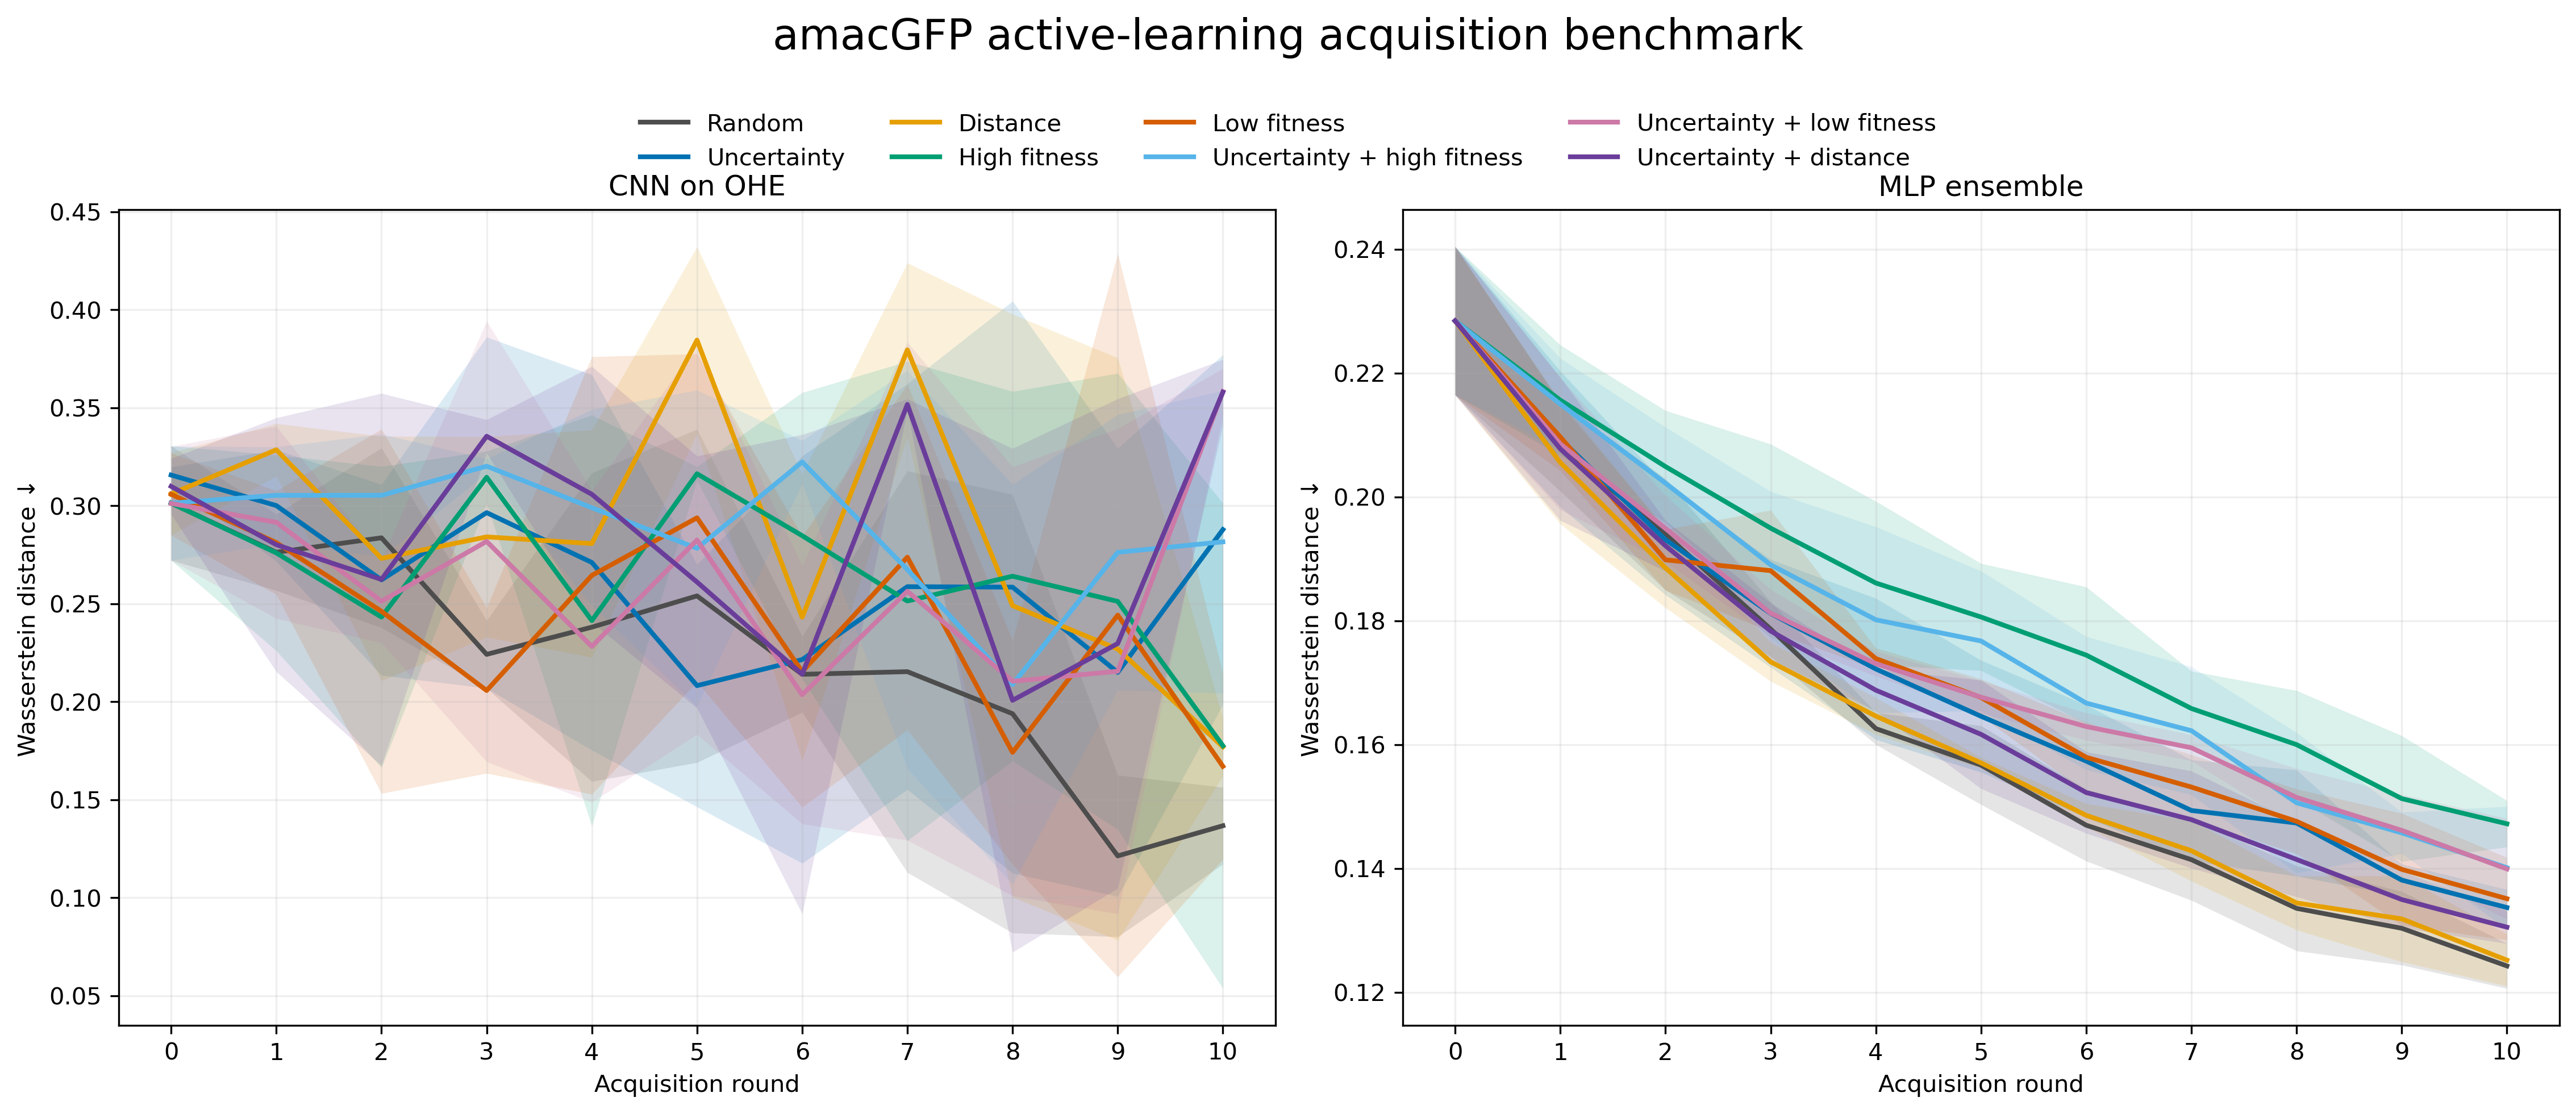 amacGFP active-learning acquisition benchmark
Random
Uncertainty
Distance
High fitness
Low fitness
Uncertainty + high fitness
Uncertainty + low fitness
Uncertainty + distance
CNN on OHE
Wasserstein distance ↓
0.45
0.40
0.35
0.30
0.25
0.20
0.15
0.10
0.05
0 1 2 3 4 5 6 7 8 9 10
Acquisition round
MLP ensemble
Wasserstein distance ↓
0.24
0.22
0.20
0.18
0.16
0.14
0.12
0 1 2 3 4 5 6 7 8 9 10
Acquisition round